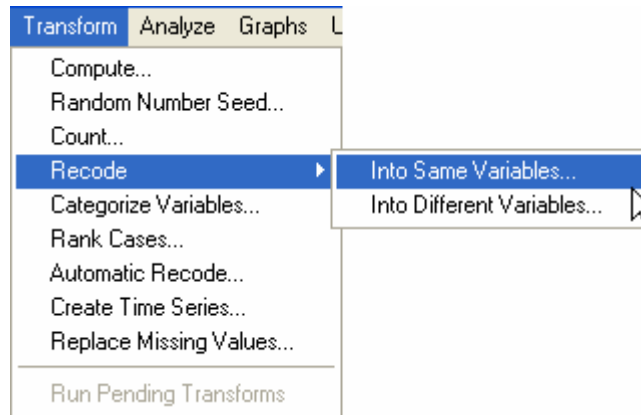 Transform Analyze Graphs
Compute...
Random Number Seed...
Count...
Recode
Into Same Variables...
Categorize Variables...
Into Different Variables...
Rank Cases...
Automatic Recode...
Create Time Series...
Replace Missing Values...
Run Pending Transforms